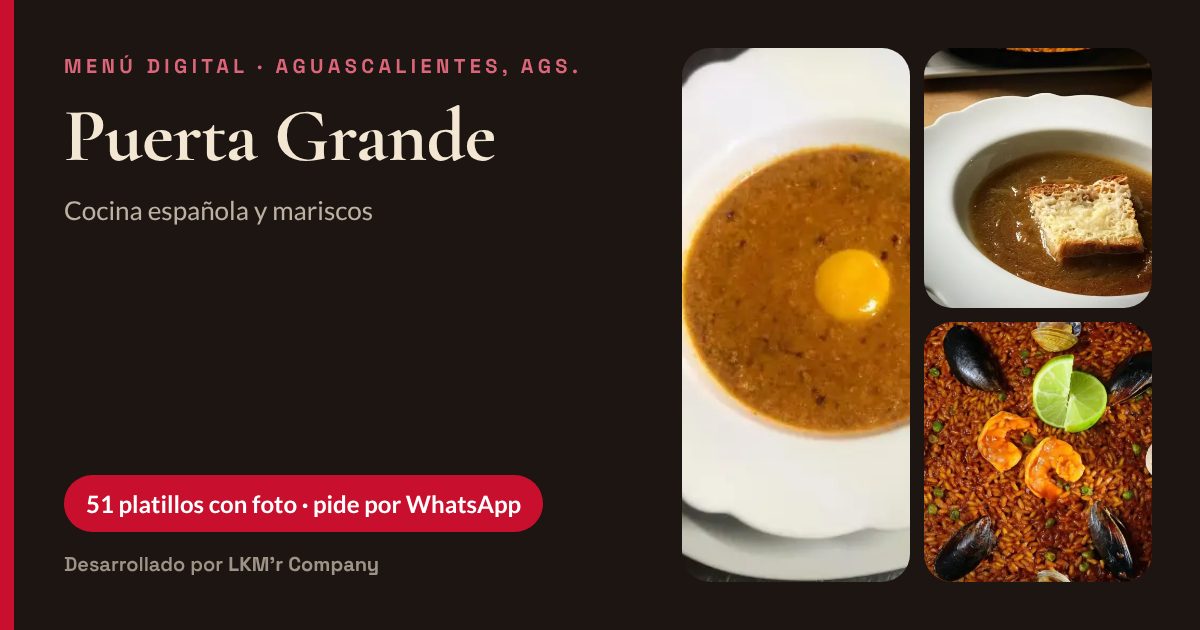 MENÚ DIGITAL · AGUASCALIENTES, AGS.
Puerta Grande
Cocina española y mariscos
51 platillos con foto · pide por WhatsApp
Desarrollado por LKM’r Company